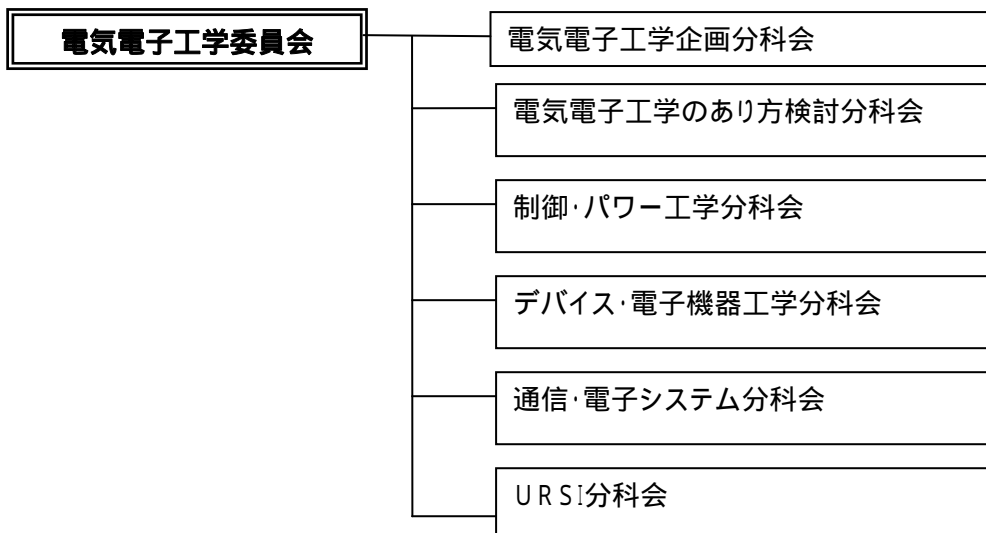 電気電子工学委員会
電気電子工学企画分科会
電気電子工学のあり方検討分科会
制御・パワー工学分科会
デバイス・電子機器工学分科会
通信・電子システム分科会
URSI分科会